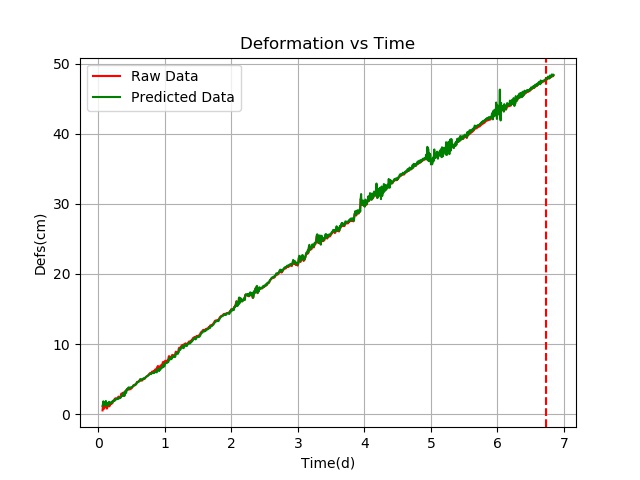 Deformation vs Time
Raw Data
Predicted Data
50
40
30
20
10
0
Defs(cm)
0 1 2 3 4 5 6 7
Time(d)